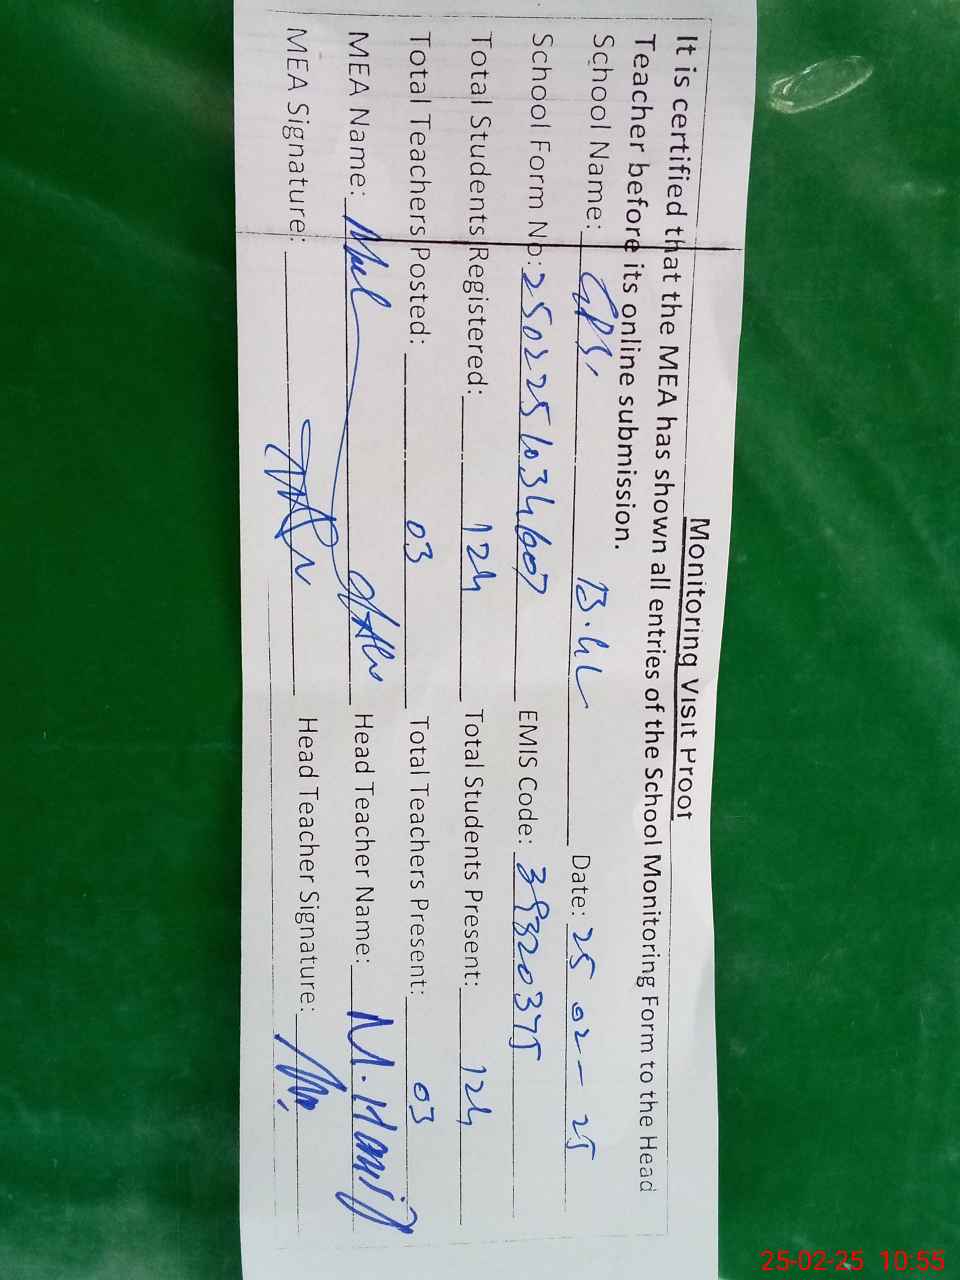 Monitoring Visit Proof
It is certified that the MEA has shown all entries of the School Monitoring Form to the Head
Teacher before its online submission.
School Name: GPS, Date: 25 02-25
School Form No: EMIS Code:
Total Students Registered: 124 Total Students Present: 124
Total Teachers Posted: 03 Total Teachers Present: 03
MEA Name: Head Teacher Name: M. Hanif
MEA Signature: Head Teacher Signature:
25-02-25 10:55